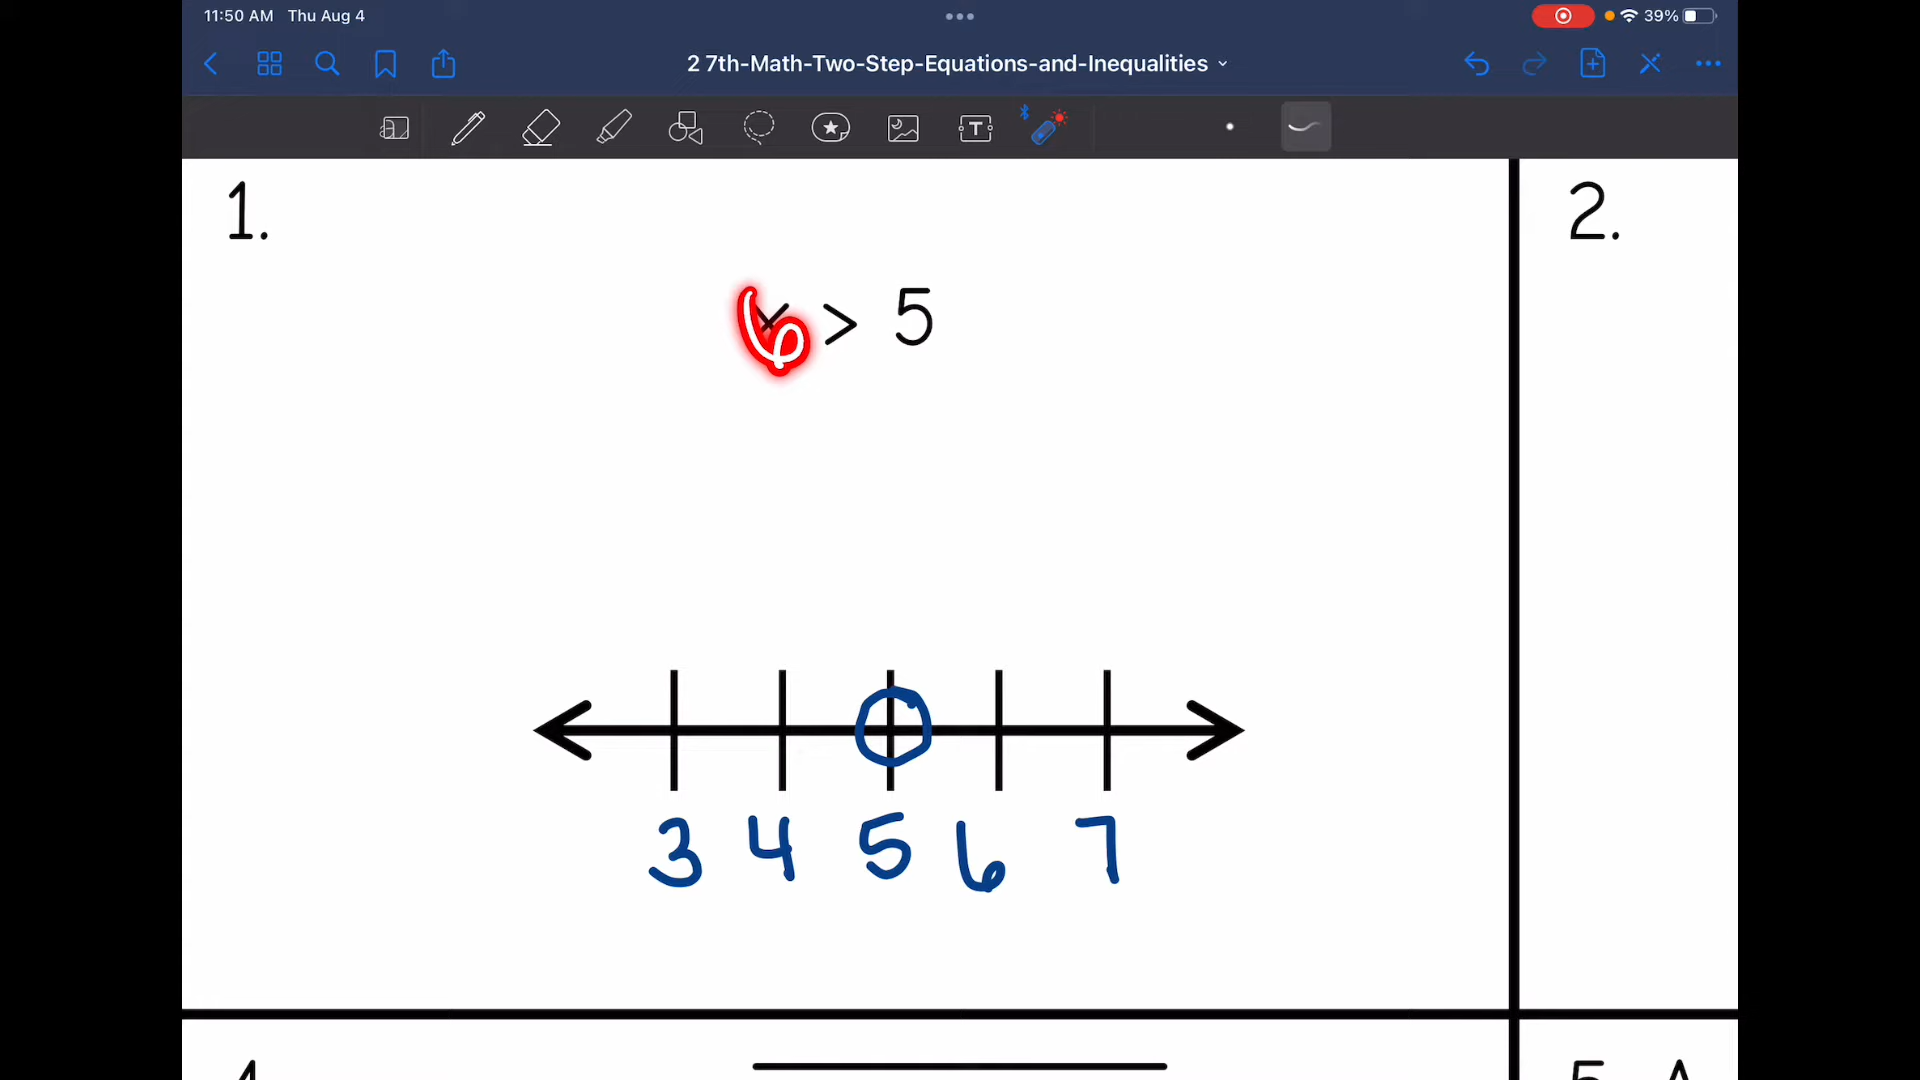 11:50 AM Thu Aug 4
39%
2 7th-Math-Two-Step-Equations-and-Inequalities
T
1.
2.
6 > 5
3 4 5 6 7